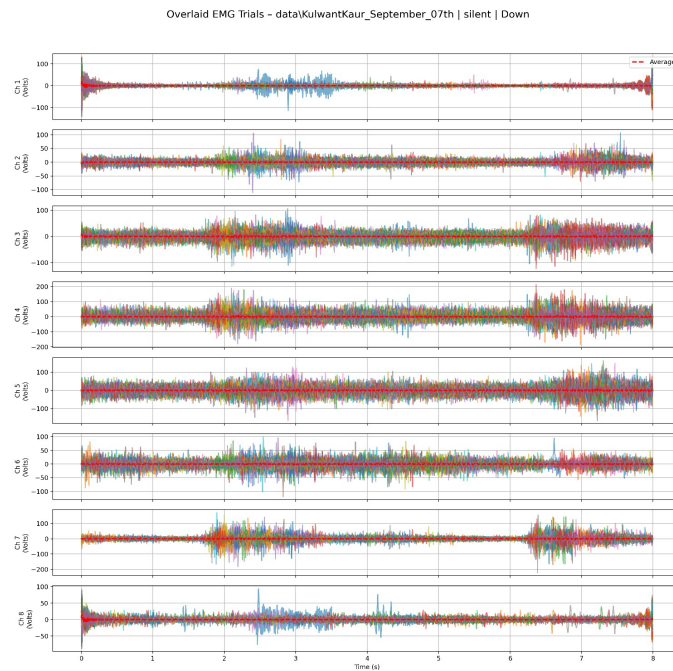 Overlaid EMG Trials – data\KulwantKaur_September_07th | silent | Down
Average
Ch 1
(Volts)
100
0
−100
Ch 2
(Volts)
100
50
0
−50
−100
Ch 3
(Volts)
100
0
−100
Ch 4
(Volts)
200
100
0
−100
−200
Ch 5
(Volts)
100
0
−100
Ch 6
(Volts)
100
50
0
−50
−100
Ch 7
(Volts)
100
0
−100
−200
Ch 8
(Volts)
100
50
0
−50
0 1 2 3 4 5 6 7 8
Time (s)